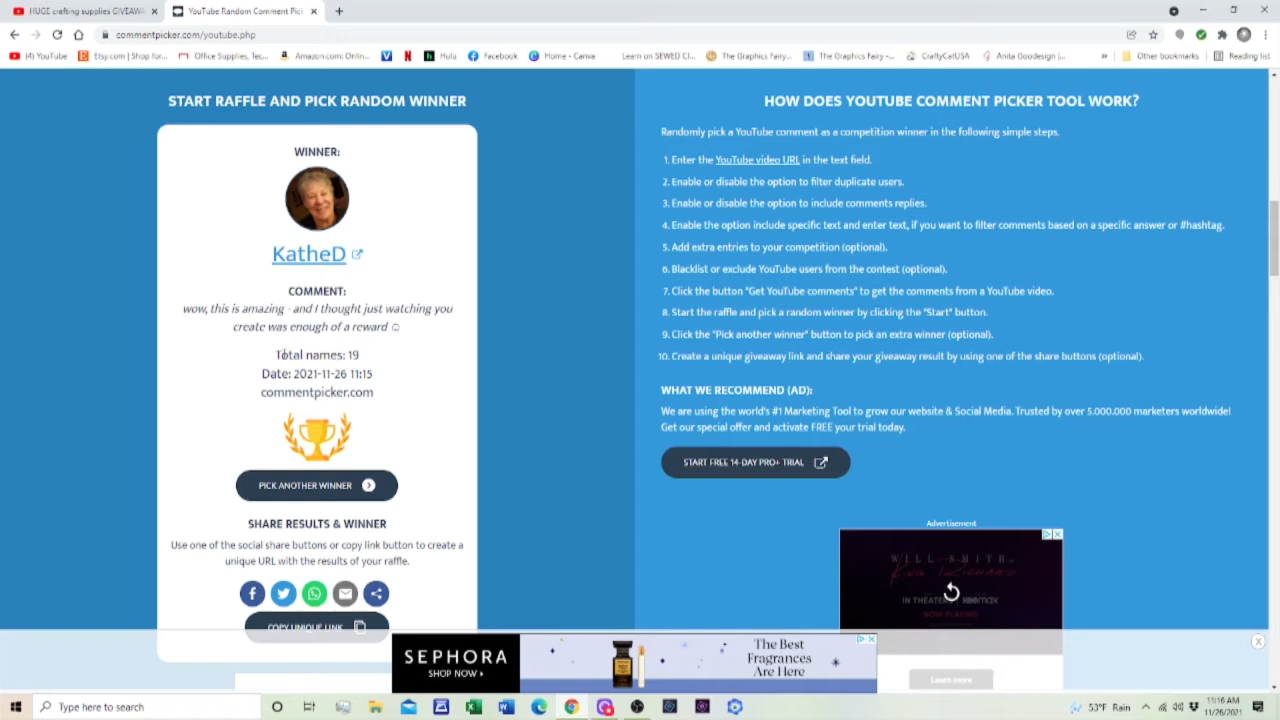 HUGE crafting supplies GIVEAWA
YouTube Random Comment Pic
commentpicker.com/youtube.php
(4) YouTube
Etsy.com | Shop for...
Office Supplies, Tec...
Amazon.com: Onlin...
Hulu
Facebook
Home - Canva
Learn on SEWED Cl...
The Graphics Fairy...
The Graphics Fairy -...
CraftyCatUSA
Anita Goodesign |...
»
Other bookmarks
Reading list
START RAFFLE AND PICK RANDOM WINNER
WINNER:
KatheD
COMMENT:
wow, this is amazing - and I thought just watching you
create was enough of a reward ☺
Total names: 19
Date: 2021-11-26 11:15
commentpicker.com
PICK ANOTHER WINNER
SHARE RESULTS & WINNER
Use one of the social share buttons or copy link button to create a
unique URL with the results of your raffle.
COPY UNIQUE LINK
HOW DOES YOUTUBE COMMENT PICKER TOOL WORK?
Randomly pick a YouTube comment as a competition winner in the following simple steps.
1. Enter the YouTube video URL in the text field.
2. Enable or disable the option to filter duplicate users.
3. Enable or disable the option to include comments replies.
4. Enable the option include specific text and enter text, if you want to filter comments based on a specific answer or #hashtag.
5. Add extra entries to your competition (optional).
6. Blacklist or exclude YouTube users from the contest (optional).
7. Click the button "Get YouTube comments" to get the comments from a YouTube video.
8. Start the raffle and pick a random winner by clicking the "Start" button.
9. Click the "Pick another winner" button to pick an extra winner (optional).
10. Create a unique giveaway link and share your giveaway result by using one of the share buttons (optional).
WHAT WE RECOMMEND (AD):
We are using the world's #1 Marketing Tool to grow our website & Social Media. Trusted by over 5.000.000 marketers worldwide!
Get our special offer and activate FREE your trial today.
START FREE 14-DAY PRO+ TRIAL
Advertisement
WILL SMITH
KING RICHARD
IN THEATERS HBOmax
NOW PLAYING
Learn more
SEPHORA
SHOP NOW
The Best
Fragrances
Are Here
X
Type here to search
53°F Rain
11:16 AM
11/26/2021